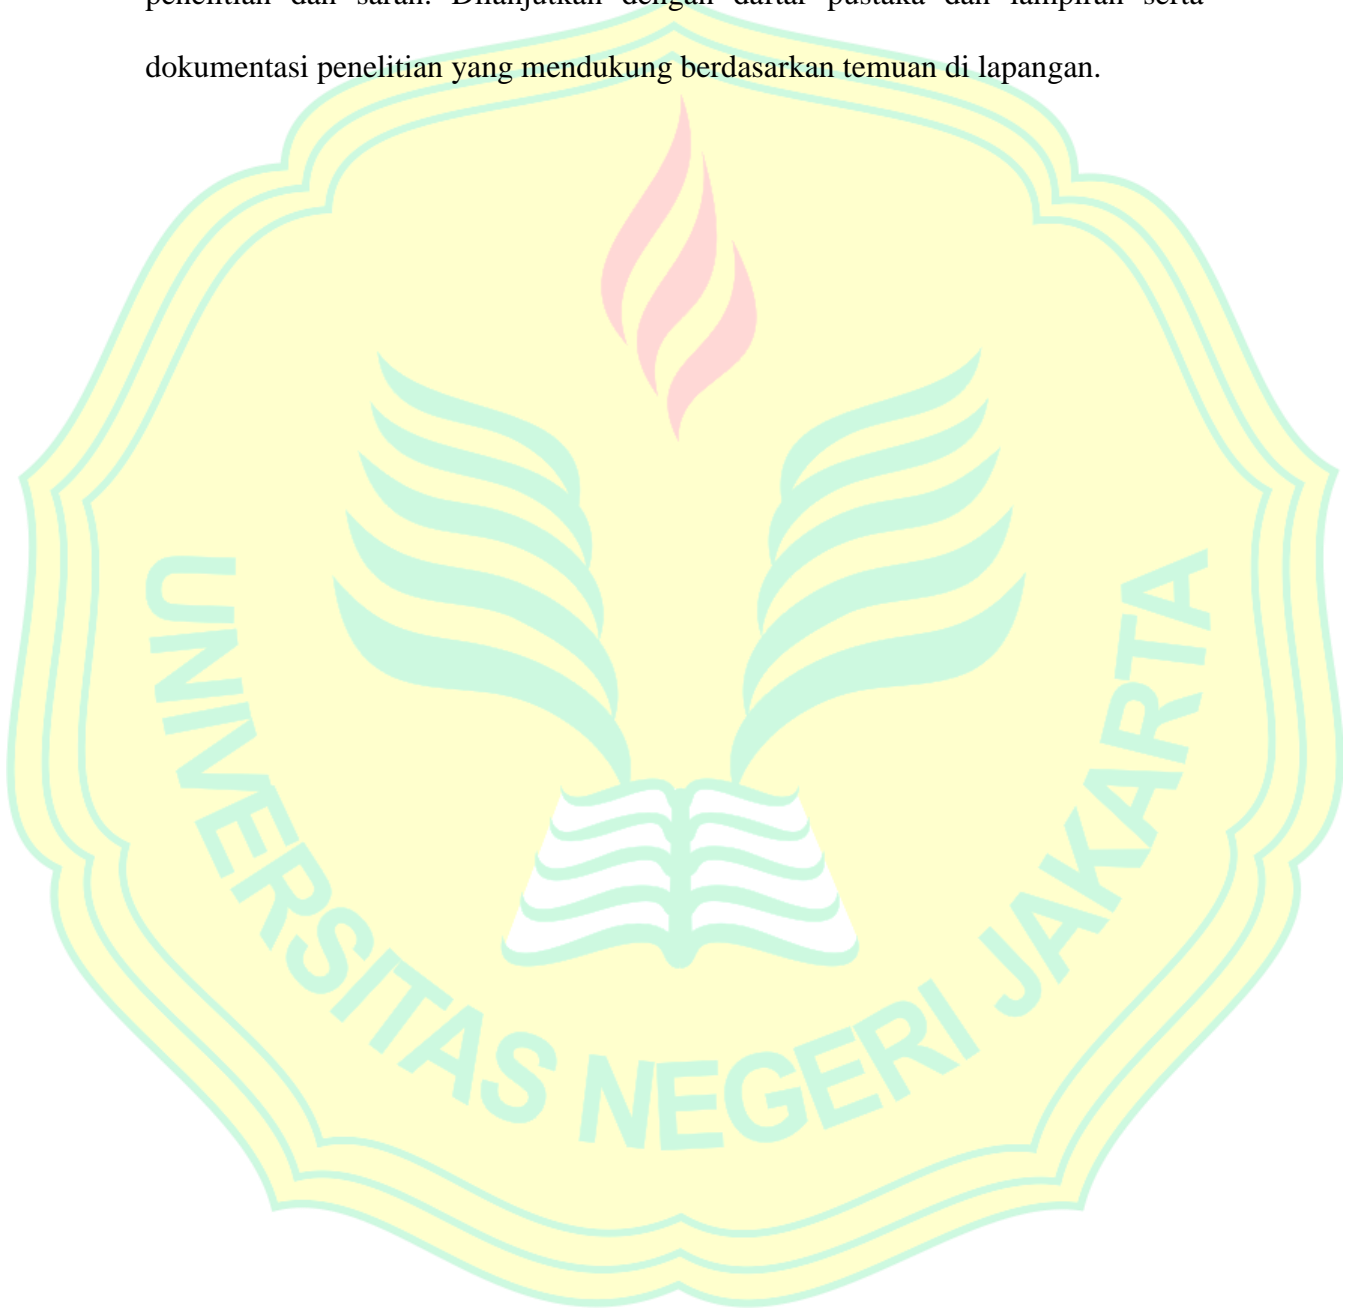 penelitian dan saran. Dilanjutkan dengan daftar pustaka dan lampiran serta
dokumentasi penelitian yang mendukung berdasarkan temuan di lapangan.
UNIVERSITAS NEGERI JAKARTA